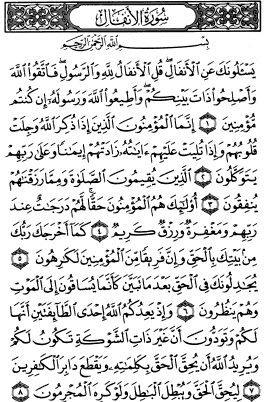 سُورَةُ الأَنفَالِ
بِسْمِ اللَّهِ الرَّحْمَٰنِ الرَّحِيمِ
يَسْـَٔلُونَكَ عَنِ ٱلْأَنفَالِ قُلِ ٱلْأَنفَالُ لِلَّهِ وَٱلرَّسُولِ فَٱتَّقُوا۟ ٱللَّهَ
وَأَصْلِحُوا۟ ذَاتَ بَيْنِكُمْ وَأَطِيعُوا۟ ٱللَّهَ وَرَسُولَهُۥٓ إِن كُنتُم
مُّؤْمِنِينَ ١ إِنَّمَا ٱلْمُؤْمِنُونَ ٱلَّذِينَ إِذَا ذُكِرَ ٱللَّهُ وَجِلَتْ
قُلُوبُهُمْ وَإِذَا تُلِيَتْ عَلَيْهِمْ ءَايَٰتُهُۥ زَادَتْهُمْ إِيمَٰنًا وَعَلَىٰ رَبِّهِمْ
يَتَوَكَّلُونَ ٢ ٱلَّذِينَ يُقِيمُونَ ٱلصَّلَوٰةَ وَمِمَّا رَزَقْنَٰهُمْ
يُنفِقُونَ ٣ أُو۟لَٰٓئِكَ هُمُ ٱلْمُؤْمِنُونَ حَقًّا لَّهُمْ دَرَجَٰتٌ عِندَ
رَبِّهِمْ وَمَغْفِرَةٌ وَرِزْقٌ كَرِيمٌ ٤ كَمَآ أَخْرَجَكَ رَبُّكَ
مِنۢ بَيْتِكَ بِٱلْحَقِّ وَإِنَّ فَرِيقًا مِّنَ ٱلْمُؤْمِنِينَ لَكَٰرِهُونَ ٥
يُجَٰدِلُونَكَ فِى ٱلْحَقِّ بَعْدَ مَا تَبَيَّنَ كَأَنَّمَا يُسَاقُونَ إِلَى ٱلْمَوْتِ
وَهُمْ يَنظُرُونَ ٦ وَإِذْ يَعِدُكُمُ ٱللَّهُ إِحْدَى ٱلطَّآئِفَتَيْنِ أَنَّهَا
لَكُمْ وَتَوَدُّونَ أَنَّ غَيْرَ ذَاتِ ٱلشَّوْكَةِ تَكُونُ لَكُمْ
وَيُرِيدُ ٱللَّهُ أَن يُحِقَّ ٱلْحَقَّ بِكَلِمَٰتِهِۦ وَيَقْطَعَ دَابِرَ ٱلْكَٰفِرِينَ
٧ لِيُحِقَّ ٱلْحَقَّ وَيُبْطِلَ ٱلْبَٰطِلَ وَلَوْ كَرِهَ ٱلْمُجْرِمُونَ ٨